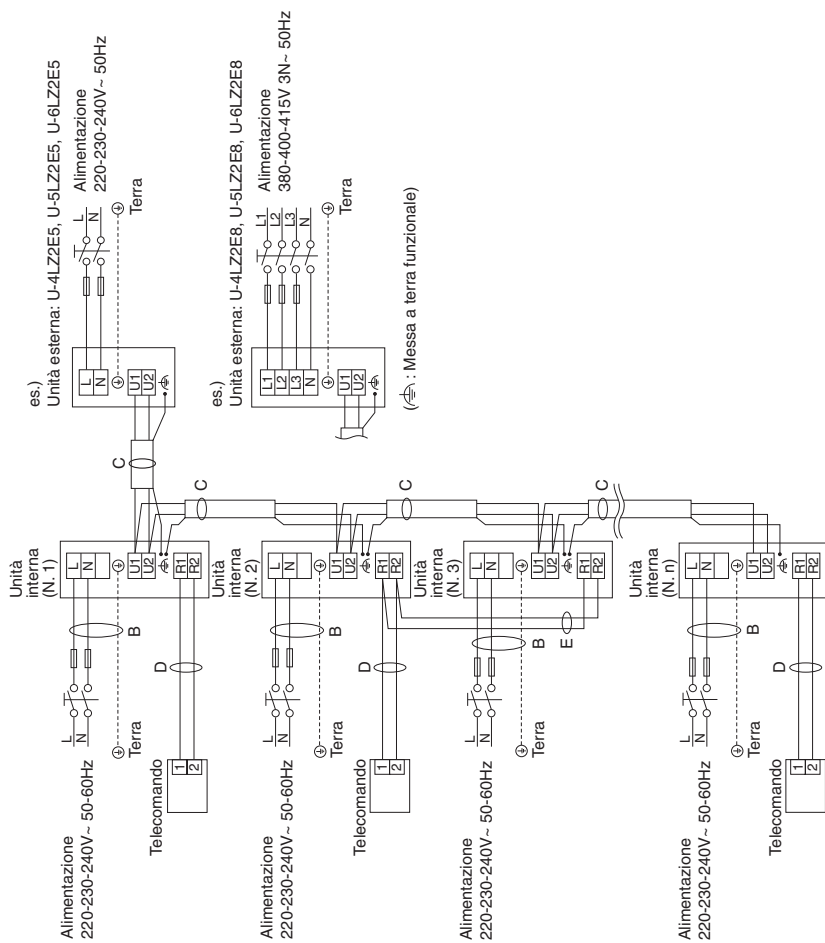 es.)
Unità esterna: U-4LZ2E5, U-5LZ2E5, U-6LZ2E5
Alimentazione
220-230-240V~ 50Hz
L
N
Terra
L
N
U1
U2
C
es.)
Unità esterna: U-4LZ2E8, U-5LZ2E8, U-6LZ2E8
Alimentazione
380-400-415V 3N~ 50Hz
L1
L2
L3
N
Terra
L1
L2
L3
N
U1
U2
( : Messa a terra funzionale)
Unità
interna
(N. 1)
L
N
U1
U2
R1
R2
C
B
D
L
N
Terra
Alimentazione
220-230-240V~ 50-60Hz
Telecomando
1
2
Unità
interna
(N. 2)
L
N
U1
U2
R1
R2
C
B
D
L
N
Terra
Alimentazione
220-230-240V~ 50-60Hz
Telecomando
1
2
Unità
interna
(N. 3)
L
N
U1
U2
R1
R2
C
B
E
L
N
Terra
Alimentazione
220-230-240V~ 50-60Hz
Unità
interna
(N. n)
L
N
U1
U2
R1
R2
B
D
L
N
Terra
Alimentazione
220-230-240V~ 50-60Hz
Telecomando
1
2